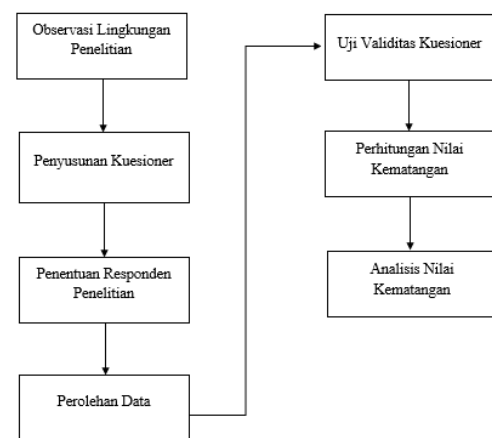 Observasi Lingkungan
Penelitian
Penyusunan Kuesioner
Penentuan Responden
Penelitian
Perolehan Data
Uji Validitas Kuesioner
Perhitungan Nilai
Kematangan
Analisis Nilai
Kematangan